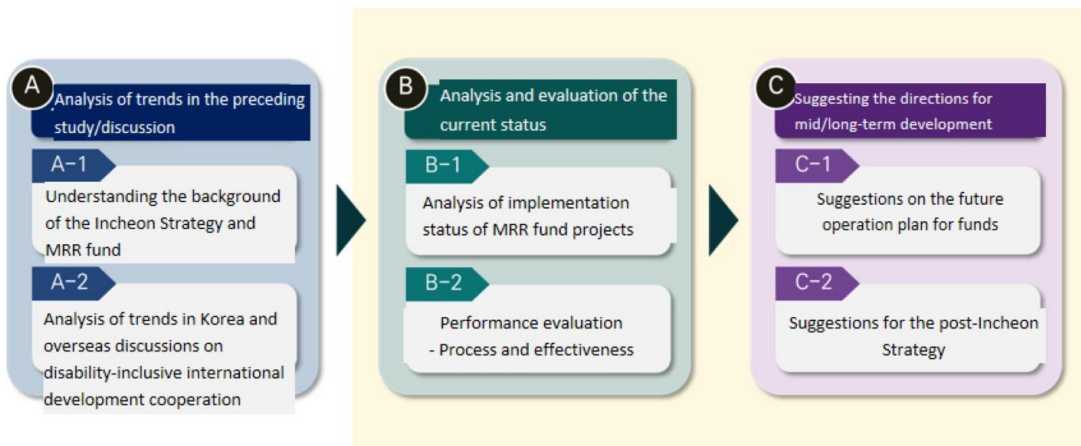 A
Analysis of trends in the preceding
study/discussion
A-1
Understanding the background
of the Incheon Strategy and
MRR fund
A-2
Analysis of trends in Korea and
overseas discussions on
disability-inclusive international
development cooperation
B
Analysis and evaluation of the
current status
B-1
Analysis of implementation
status of MRR fund projects
B-2
Performance evaluation
- Process and effectiveness
C
Suggesting the directions for
mid/long-term development
C-1
Suggestions on the future
operation plan for funds
C-2
Suggestions for the post-Incheon
Strategy